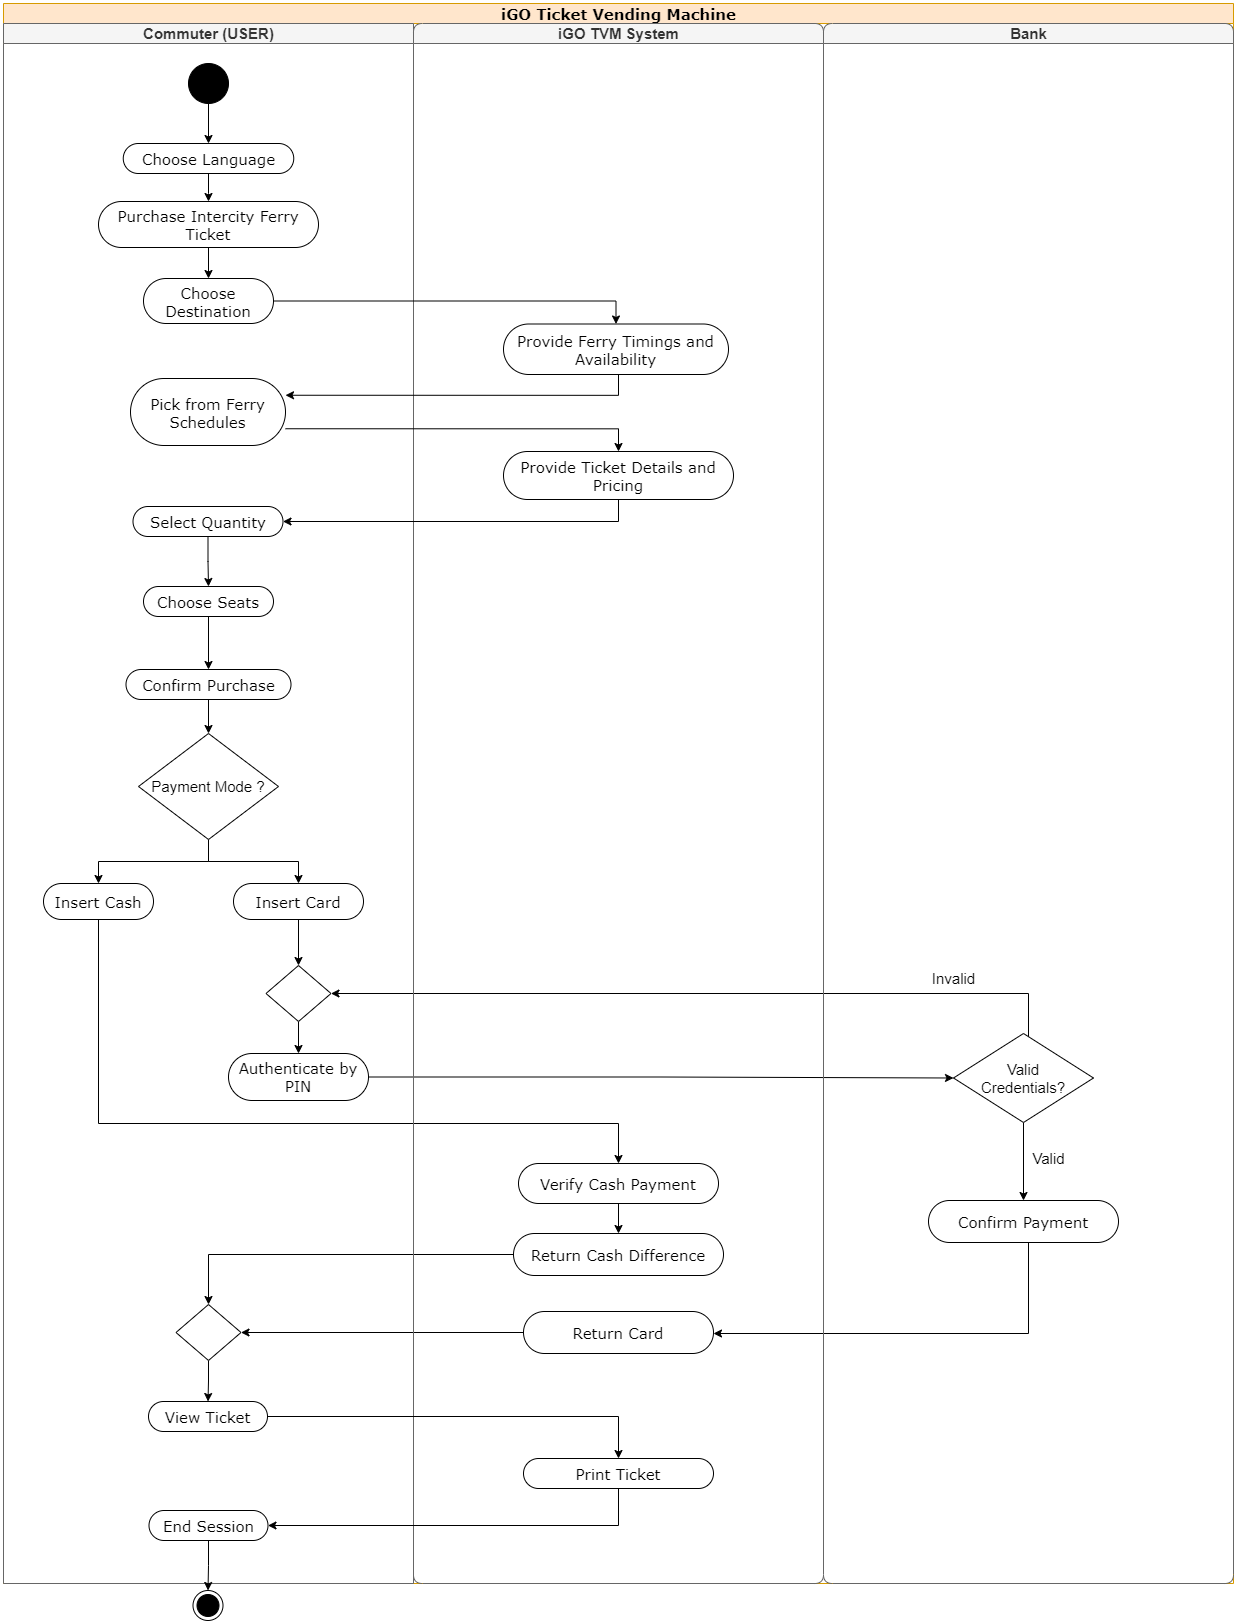 iGO Ticket Vending Machine
Commuter (USER)
iGO TVM System
Bank
Choose Language
Purchase Intercity Ferry
Ticket
Choose
Destination
Provide Ferry Timings and
Availability
Pick from Ferry
Schedules
Provide Ticket Details and
Pricing
Select Quantity
Choose Seats
Confirm Purchase
Payment Mode ?
Insert Cash
Insert Card
Invalid
Authenticate by
PIN
Valid
Credentials?
Valid
Verify Cash Payment
Confirm Payment
Return Cash Difference
Return Card
View Ticket
Print Ticket
End Session